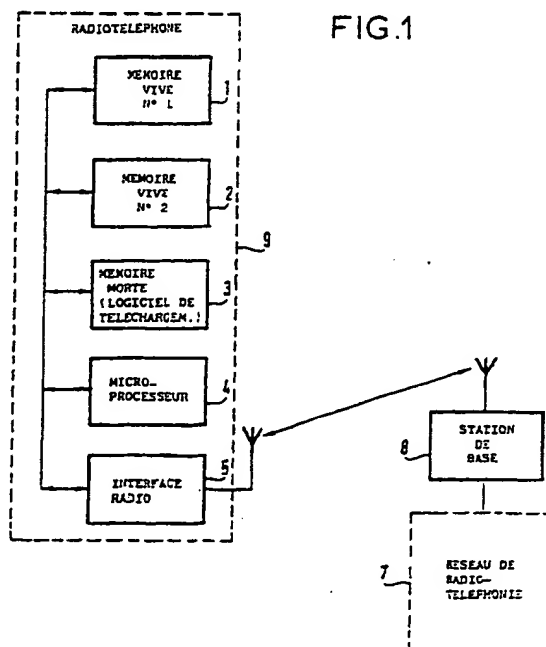 FIG.1
RADIOTELEPHONE
MEMOIRE
VIVE
N° 1
1
MEMOIRE
VIVE
N° 2
2
9
MEMOIRE
MORTE
(LOGICIEL DE
TELECHARGEM.)
3
MICRO-
PROCESSEUR
4
INTERFACE
RADIO
5
STATION
DE
BASE
8
RESEAU DE
RADIO-
TELEPHONIE
7